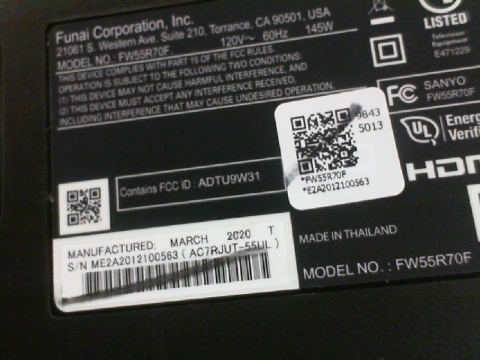 Funai Corporation, Inc.
21061 S. Western Ave. Suite 210, Torrance, CA 90501, USA
MODEL NO.: FW55R70F 120V~ 60Hz 145W
THIS DEVICE COMPLIES WITH PART 15 OF THE FCC RULES.
OPERATION IS SUBJECT TO THE FOLLOWING TWO CONDITIONS:
(1) THIS DEVICE MAY NOT CAUSE HARMFUL INTERFERENCE, AND
(2) THIS DEVICE MUST ACCEPT ANY INTERFERENCE RECEIVED,
INCLUDING INTERFERENCE THAT MAY CAUSE UNDESIRED OPERATION.
LISTED
Television
Equipment
E471229
FC SANYO
FW55R70F
UL Energy
Verifi
HDM
9843
5013
*FW55R70F
*E2A2012100563
Contains FCC ID : ADTU9W31
MANUFACTURED: MARCH 2020 T
S/N ME2A2012100563 ( AC7RJUT-55UL )
MADE IN THAILAND
MODEL NO. : FW55R70F